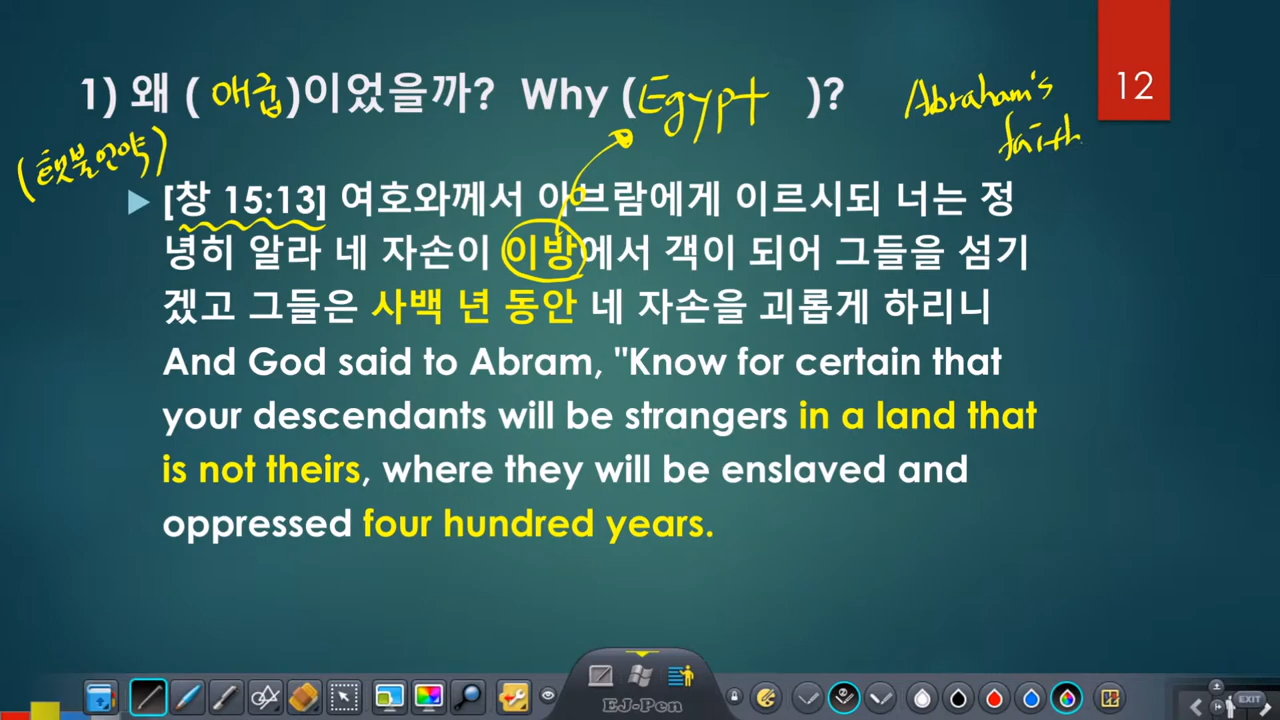 1) 왜 ( 애굽 )이었을까? Why ( Egypt )?
Abraham's
faith
12
(횃불언약)
[창 15:13] 여호와께서 아브람에게 이르시되 너는 정
녕히 알라 네 자손이 이방에서 객이 되어 그들을 섬기
겠고 그들은 사백 년 동안 네 자손을 괴롭게 하리니
And God said to Abram, "Know for certain that
your descendants will be strangers in a land that
is not theirs, where they will be enslaved and
oppressed four hundred years.
EJ-Pen
EXIT